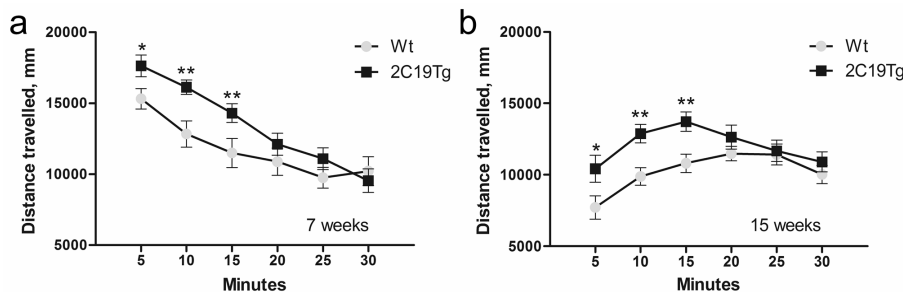 a
20000
15000
10000
5000
Distance travelled, mm
* ** **
Wt
2C19Tg
7 weeks
5 10 15 20 25 30
Minutes
b
20000
15000
10000
5000
Distance travelled, mm
* ** **
Wt
2C19Tg
15 weeks
5 10 15 20 25 30
Minutes